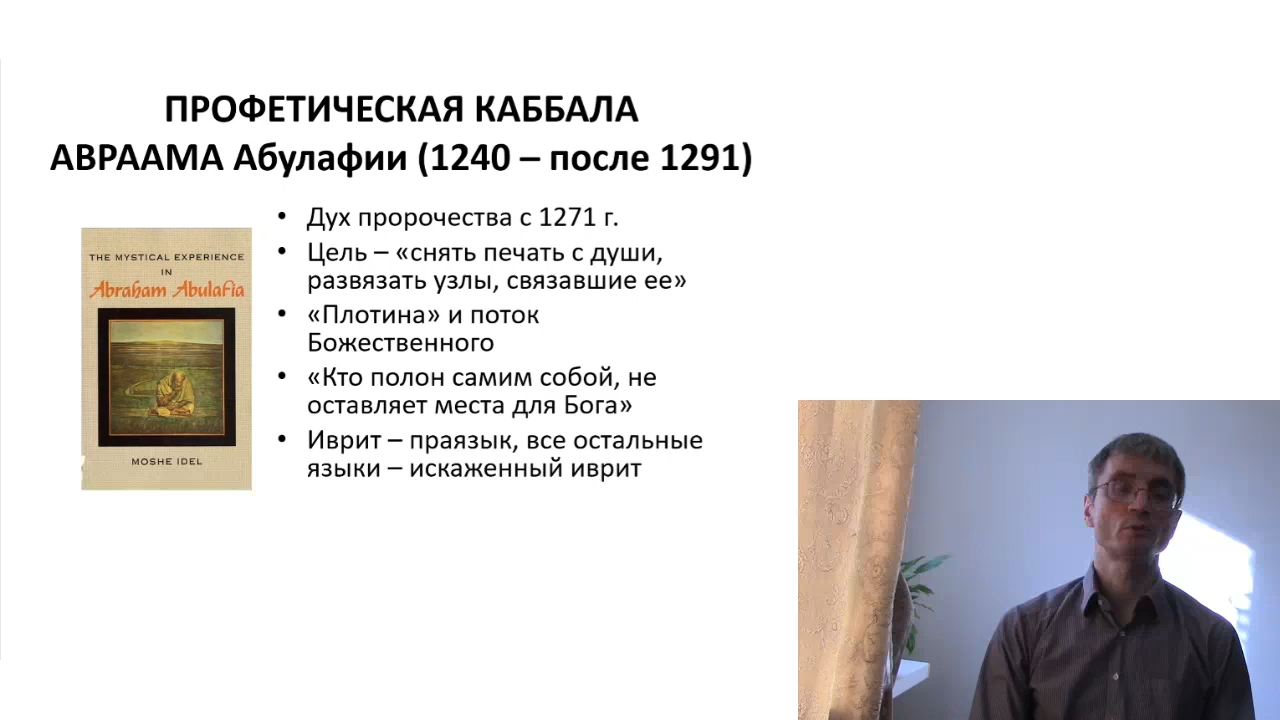 ПРОФЕТИЧЕСКАЯ КАББАЛА
АВРААМА Абулафии (1240 – после 1291)
• Дух пророчества с 1271 г.
• Цель – «снять печать с души,
развязать узлы, связавшие ее»
• «Плотина» и поток
Божественного
• «Кто полон самим собой, не
оставляет места для Бога»
• Иврит – праязык, все остальные
языки – искаженный иврит
THE MYSTICAL EXPERIENCE
IN
Abraham Abulafia
MOSHE IDEL